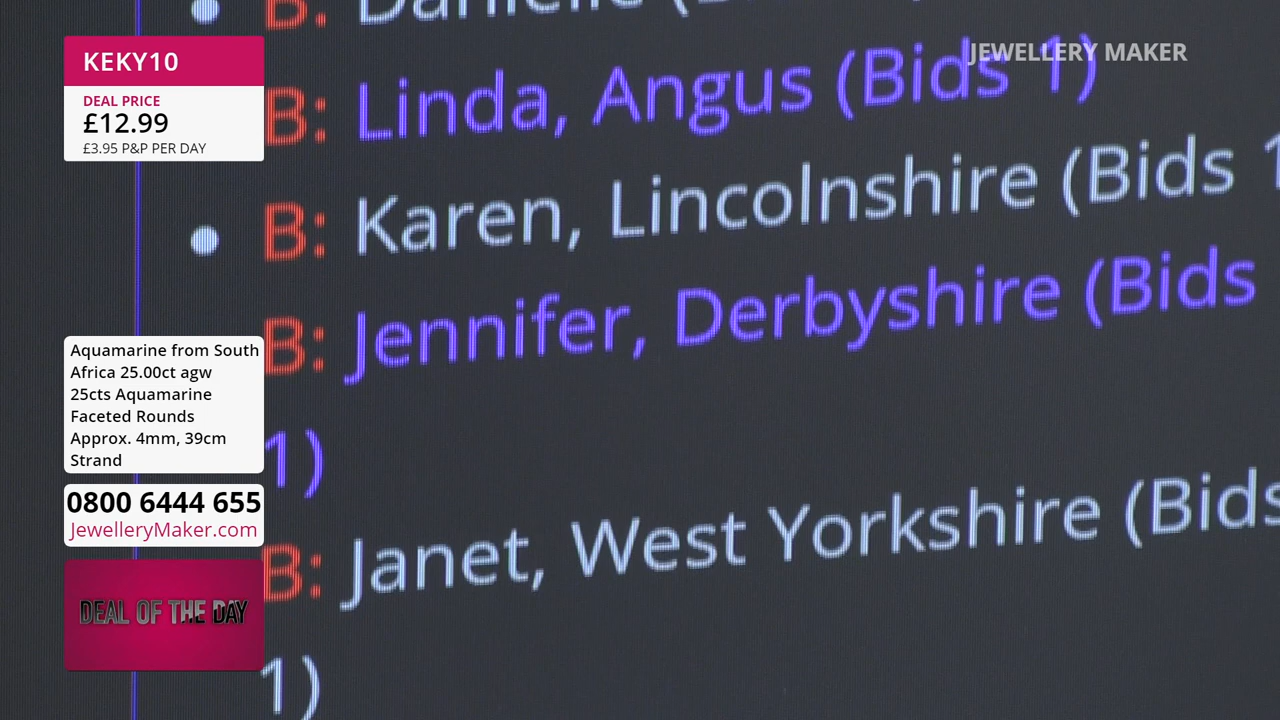 B: Danielle (
KEKY10
DEAL PRICE
£12.99
£3.95 P&P PER DAY
JEWELLERY MAKER
B: Linda, Angus (Bids 1)
B: Karen, Lincolnshire (Bids 1
B: Jennifer, Derbyshire (Bids
1)
B: Janet, West Yorkshire (Bids
1)
Aquamarine from South
Africa 25.00ct agw
25cts Aquamarine
Faceted Rounds
Approx. 4mm, 39cm
Strand
0800 6444 655
JewelleryMaker.com
DEAL OF THE DAY